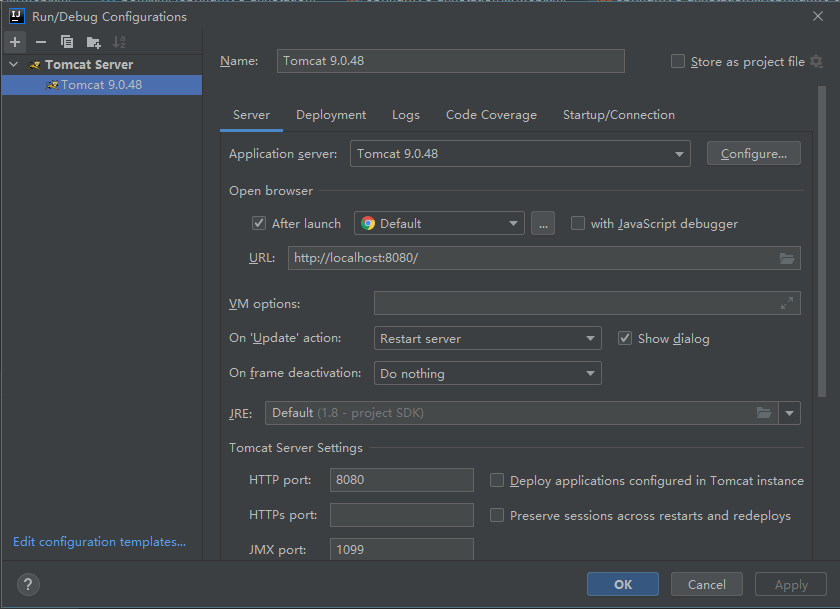 Run/Debug Configurations
Tomcat Server
Tomcat 9.0.48
Name: Tomcat 9.0.48 Store as project file
Server Deployment Logs Code Coverage Startup/Connection
Application server: Tomcat 9.0.48 Configure...
Open browser
After launch Default ... with JavaScript debugger
URL: http://localhost:8080/
VM options:
On 'Update' action: Restart server Show dialog
On frame deactivation: Do nothing
JRE: Default (1.8 - project SDK)
Tomcat Server Settings
HTTP port: 8080 Deploy applications configured in Tomcat instance
HTTPs port: Preserve sessions across restarts and redeploys
JMX port: 1099
Edit configuration templates...
? OK Cancel Apply